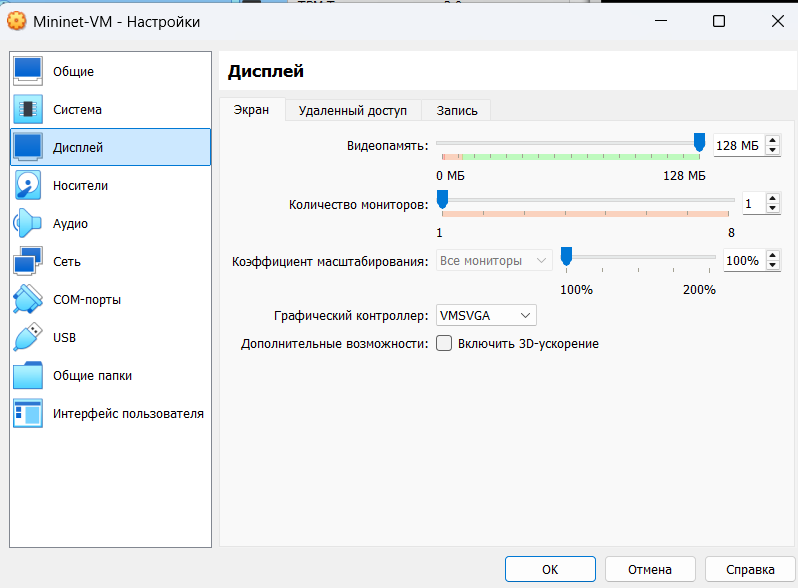 Mininet-VM - Настройки
Общие
Система
Дисплей
Носители
Аудио
Сеть
COM-порты
USB
Общие папки
Интерфейс пользователя
Дисплей
Экран Удаленный доступ Запись
Видеопамять: 128 МБ
0 МБ 128 МБ
Количество мониторов: 1
1 8
Коэффициент масштабирования: Все мониторы 100%
100% 200%
Графический контроллер: VMSVGA
Дополнительные возможности: Включить 3D-ускорение
OK Отмена Справка